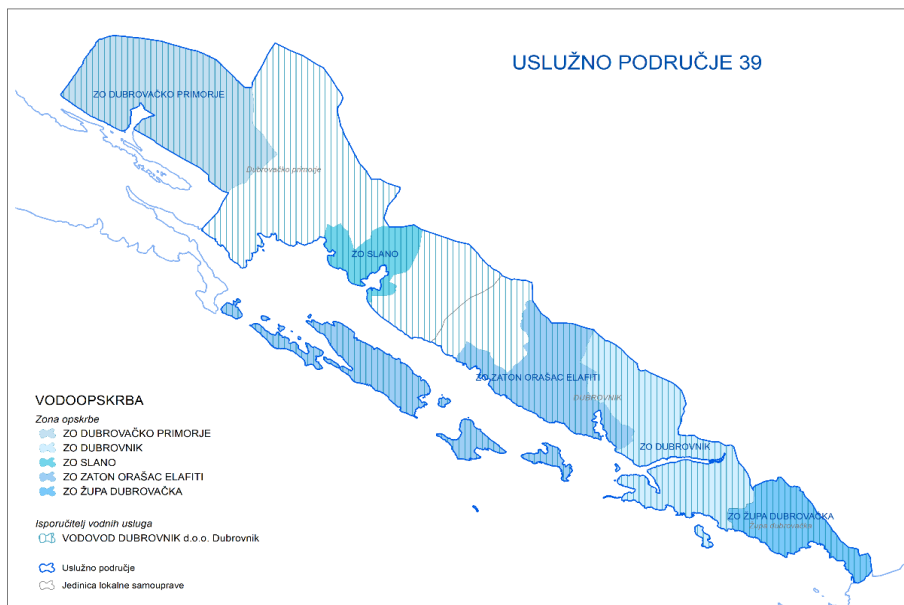 USLUŽNO PODRUČJE 39
ZO DUBROVAČKO PRIMORJE
Dubrovačko primorje
ZO SLANO
ZO ZATON ORAŠAC ELAFITI
DUBROVNIK
ZO DUBROVNIK
ZO ŽUPA DUBROVAČKA
Župa dubrovačka
VODOOPSKRBA
Zona opskrbe
ZO DUBROVAČKO PRIMORJE
ZO DUBROVNIK
ZO SLANO
ZO ZATON ORAŠAC ELAFITI
ZO ŽUPA DUBROVAČKA
Isporučitelj vodnih usluga
VODOVOD DUBROVNIK d.o.o. Dubrovnik
Uslužno područje
Jedinica lokalne samouprave